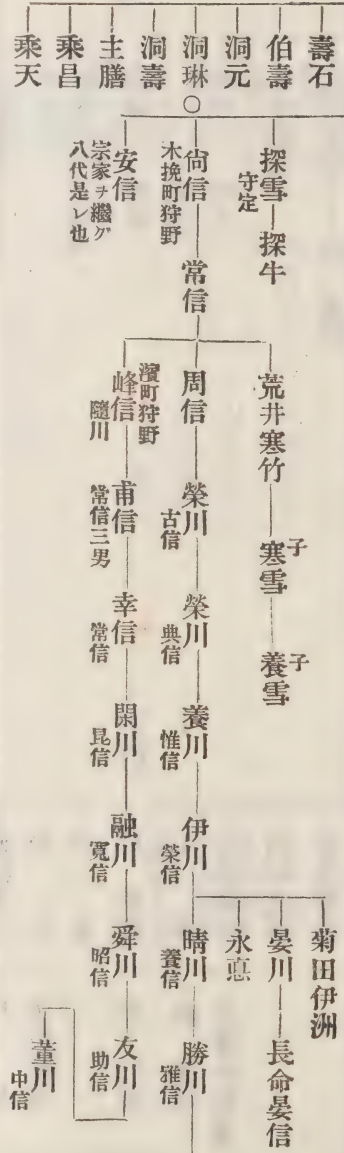 壽石
伯壽
洞元
洞琳○
洞壽
主膳
乘昌
乘天
探雪
守定
探牛
尙信
木挽町狩野
常信
安信
宗家ヲ繼グ
八代是レ也
荒井寒竹
子
寒雪
子
養雪
周信
榮川
古信
榮川
典信
養川
惟信
伊川
榮信
菊田伊洲
晏川
長命晏信
永悳
晴川
養信
勝川
雅信
濱町狩野
峰信
隨川
甫信
常信三男
幸信
常信
閑川
昆信
融川
寬信
舜川
昭信
友川
助信
董川
中信